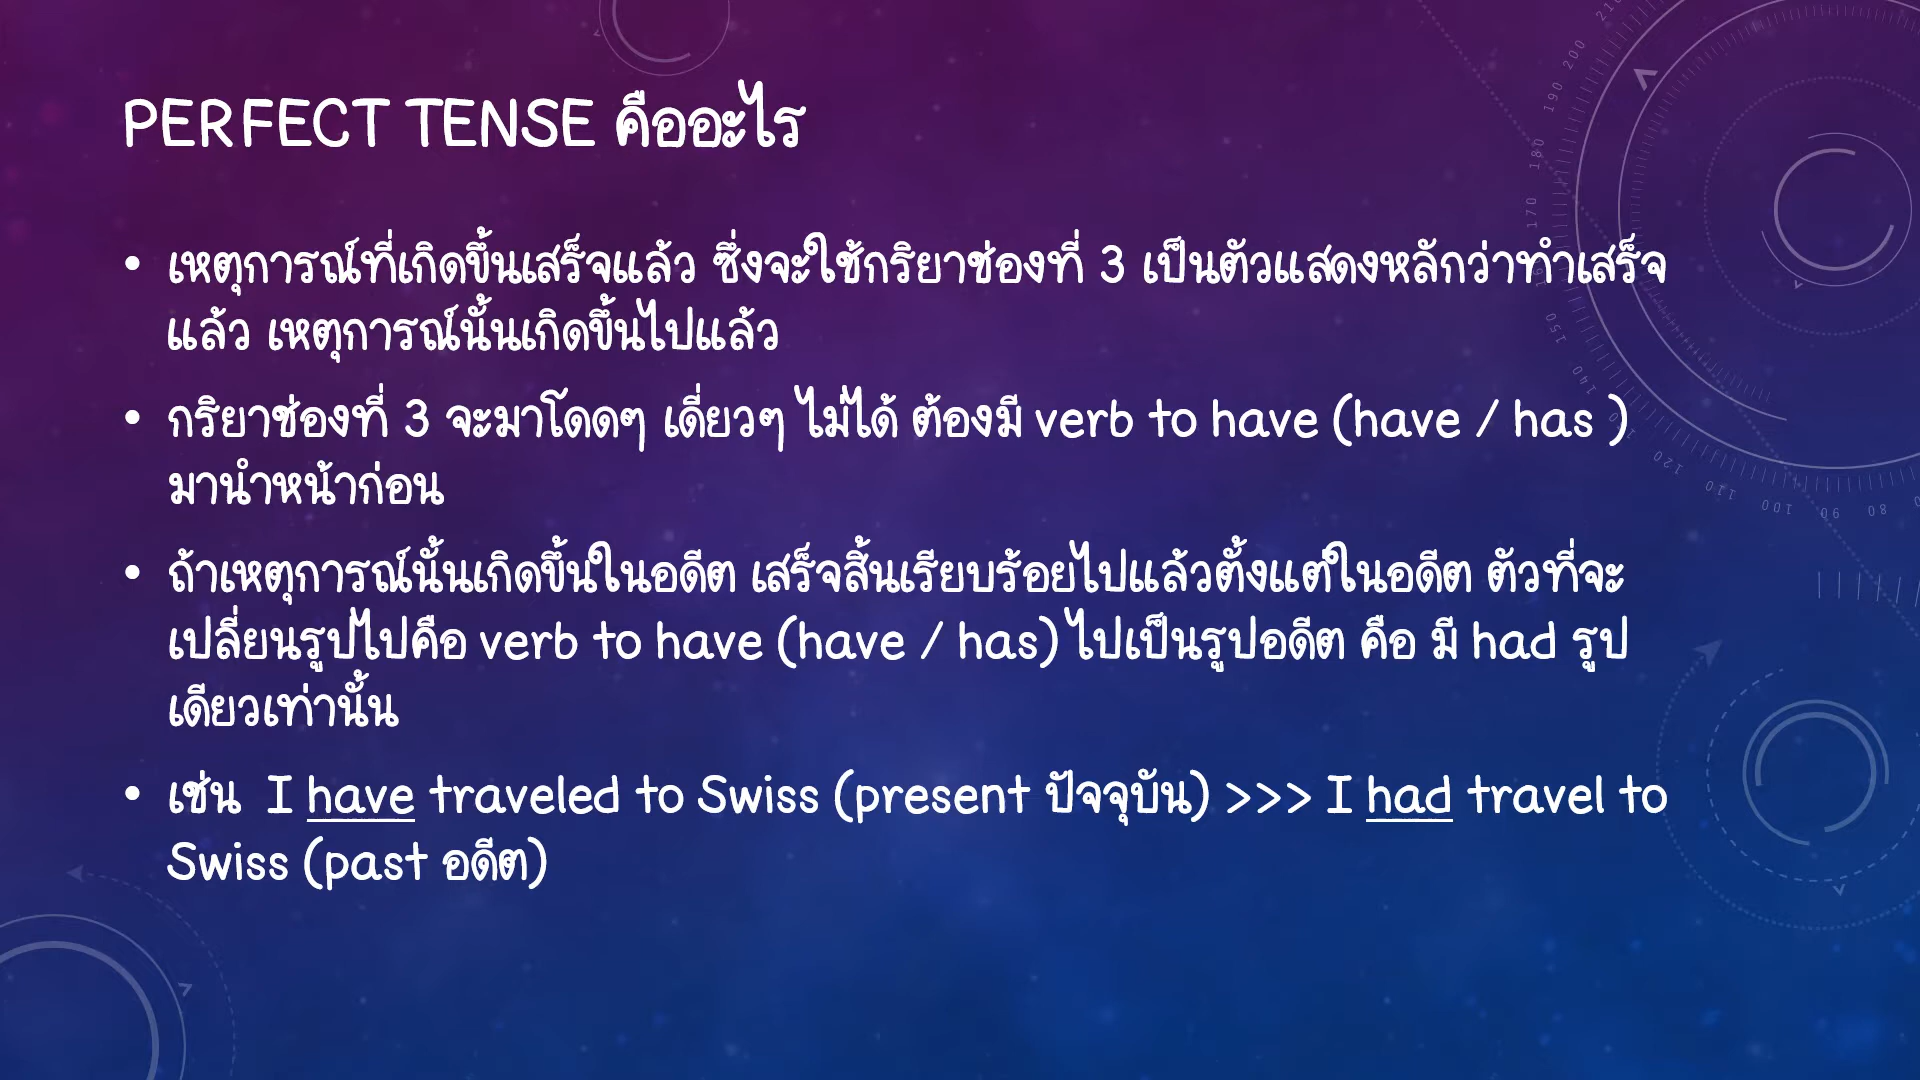 PERFECT TENSE คืออะไร
• เหตุการณ์ที่เกิดขึ้นเสร็จแล้ว ซึ่งจะใช้กริยาช่องที่ 3 เป็นตัวแสดงหลักว่าทำเสร็จ
แล้ว เหตุการณ์นั้นเกิดขึ้นไปแล้ว
• กริยาช่องที่ 3 จะมาโดดๆ เดี่ยวๆ ไม่ได้ ต้องมี verb to have (have / has )
มานำหน้าก่อน
• ถ้าเหตุการณ์นั้นเกิดขึ้นในอดีต เสร็จสิ้นเรียบร้อยไปแล้วตั้งแต่ในอดีต ตัวที่จะ
เปลี่ยนรูปไปคือ verb to have (have / has) ไปเป็นรูปอดีต คือ มี had รูป
เดียวเท่านั้น
• เช่น I have traveled to Swiss (present ปัจจุบัน) >>> I had travel to
Swiss (past อดีต)
210
200
190
180
170
150
140
120
110
100
90
80